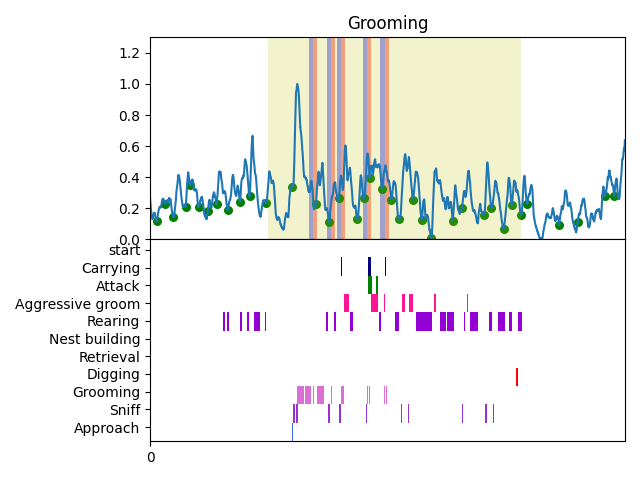 Grooming
1.2
1.0
0.8
0.6
0.4
0.2
0.0
start
Carrying
Attack
Aggressive groom
Rearing
Nest building
Retrieval
Digging
Grooming
Sniff
Approach
0